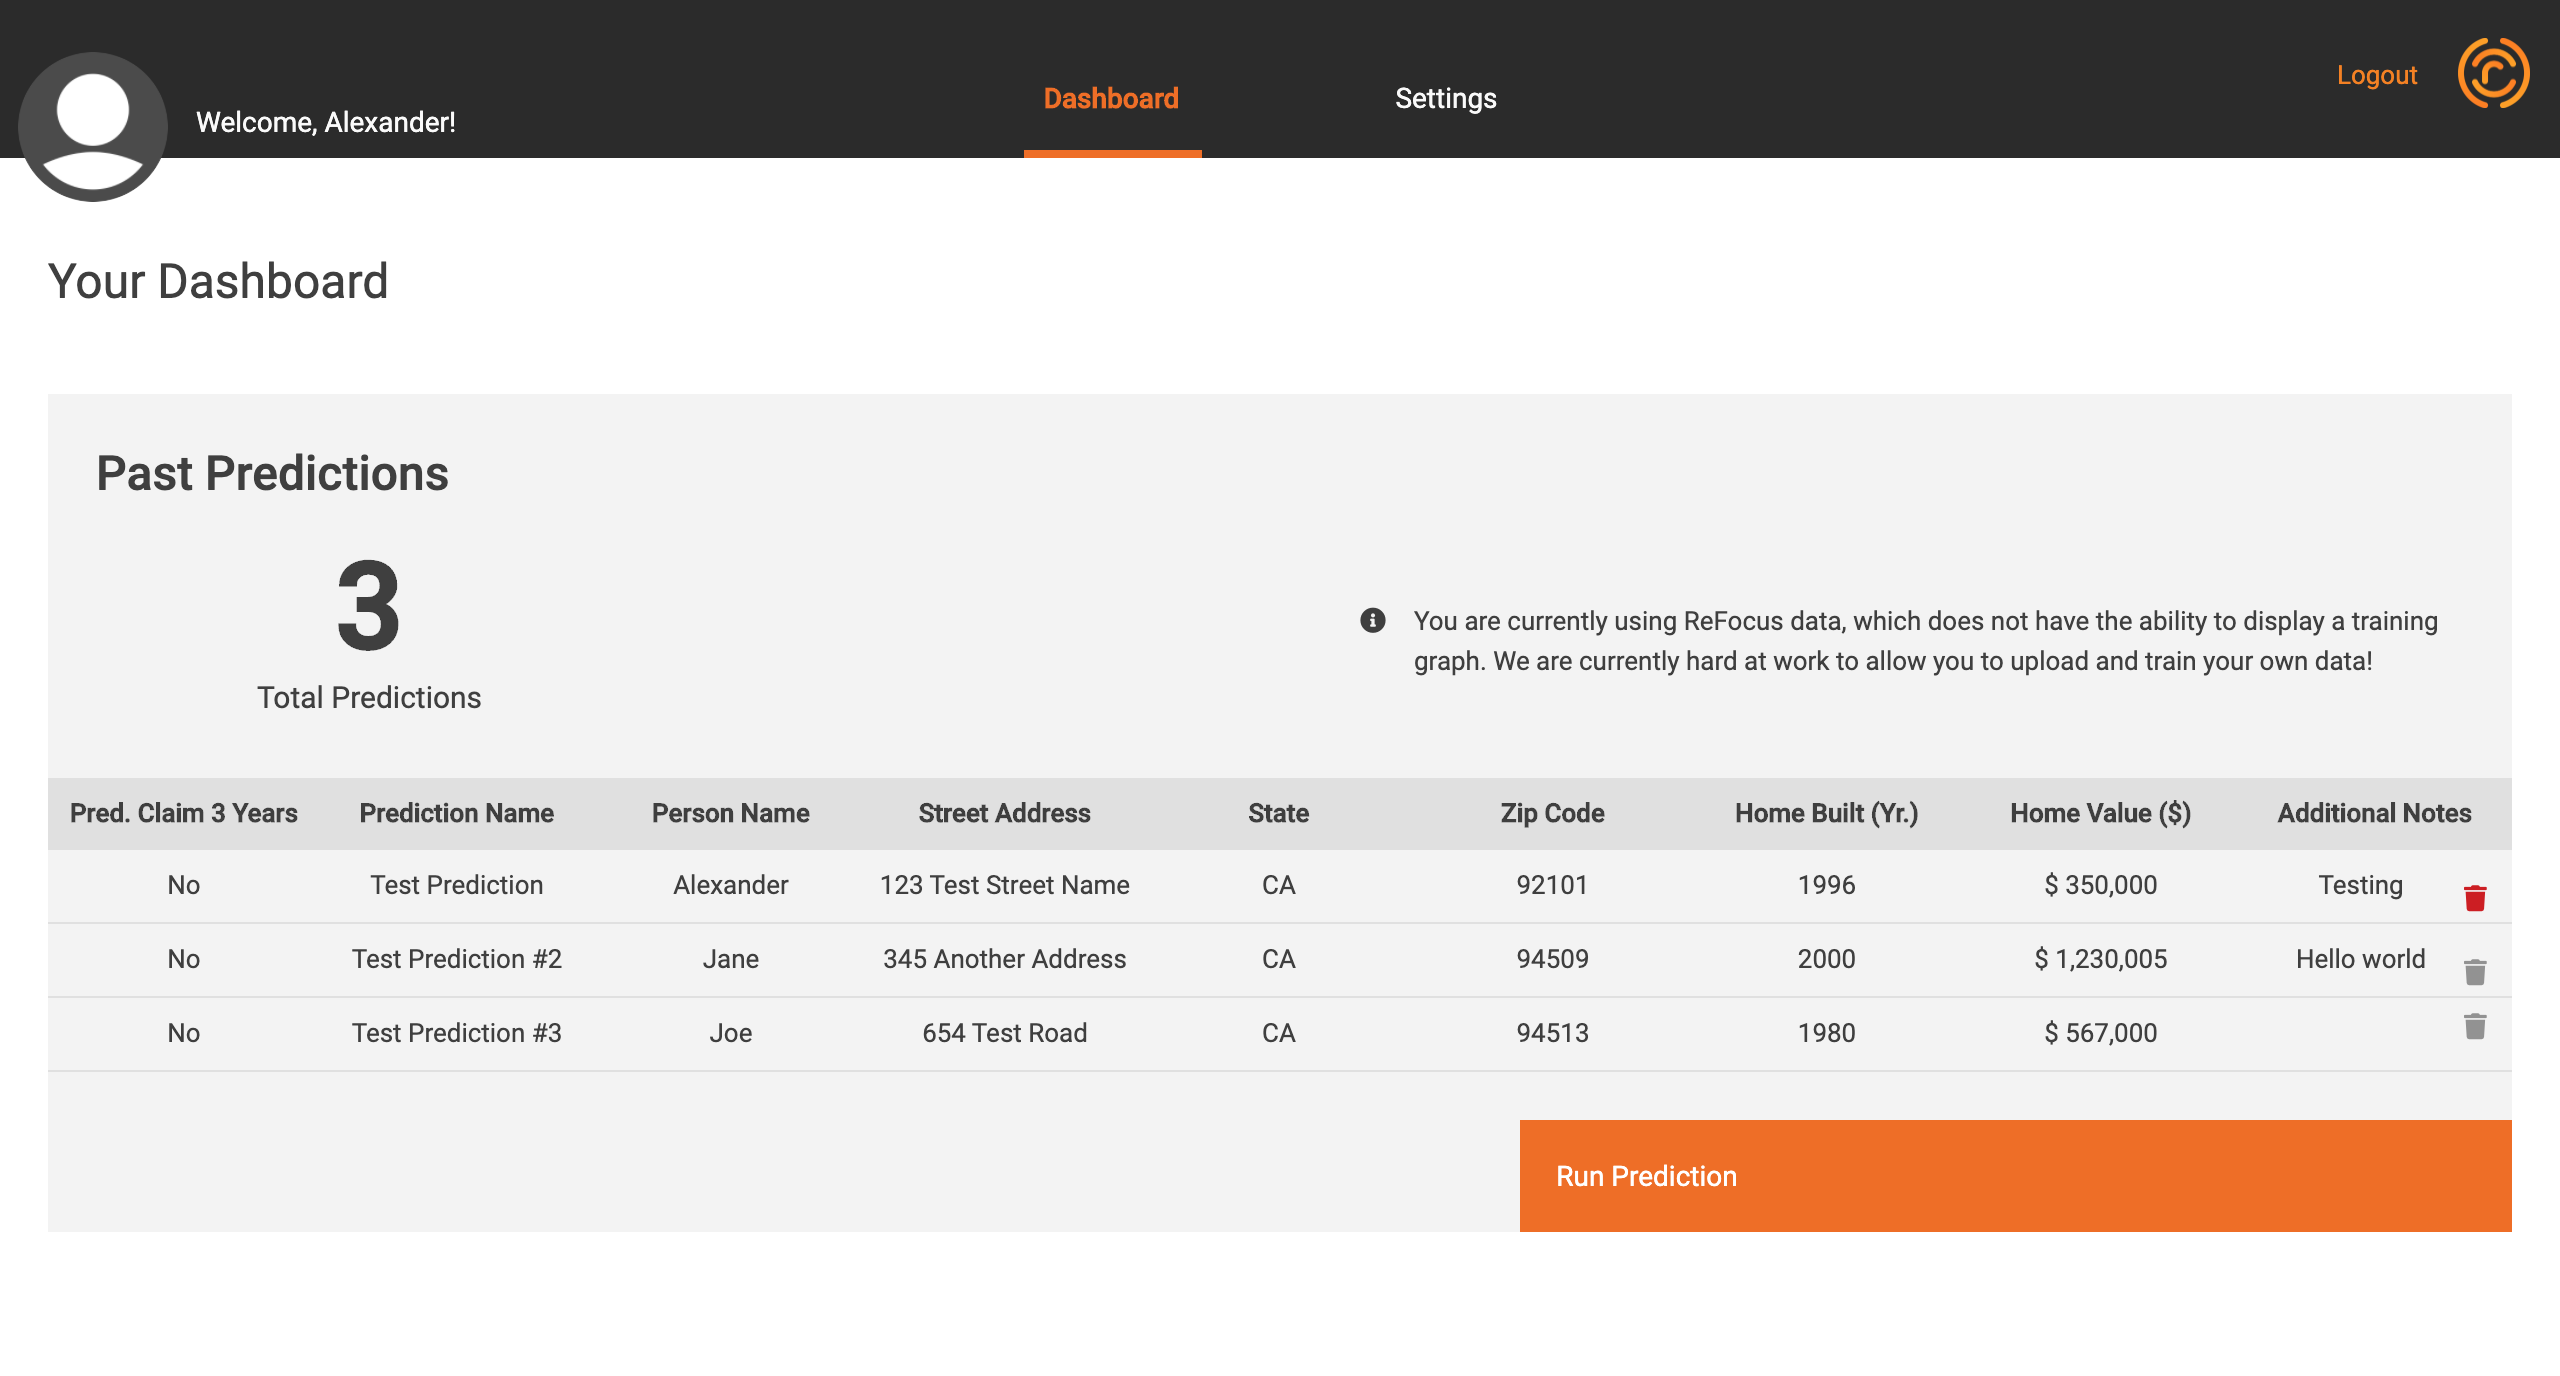 Welcome, Alexander!
Dashboard
Settings
Logout
Your Dashboard
Past Predictions
3
Total Predictions
You are currently using ReFocus data, which does not have the ability to display a training
graph. We are currently hard at work to allow you to upload and train your own data!
Pred. Claim 3 Years Prediction Name Person Name Street Address State Zip Code Home Built (Yr.) Home Value ($) Additional Notes
No Test Prediction Alexander 123 Test Street Name CA 92101 1996 $ 350,000 Testing
No Test Prediction #2 Jane 345 Another Address CA 94509 2000 $ 1,230,005 Hello world
No Test Prediction #3 Joe 654 Test Road CA 94513 1980 $ 567,000
Run Prediction